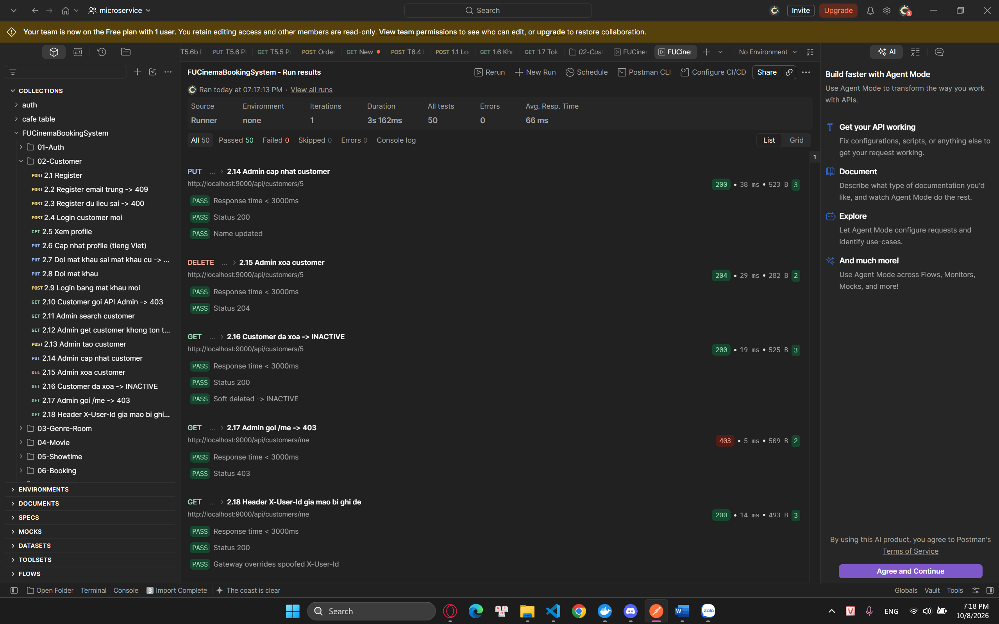 microservice
Search
Invite
Upgrade
Your team is now on the Free plan with 1 user. You retain editing access and other members are read-only. View team permissions to see who can edit, or upgrade to restore collaboration.
T5.6b
PUT T5.6
GET T5.5
POST Order
GET New
POST T6.4
POST 1.1
GET 1.6
GET 1.7 Tok
02-Cus
FUCiner
FUCiner
No Environment
AI
FUCinemaBookingSystem - Run results
Rerun
New Run
Schedule
Postman CLI
Configure CI/CD
Share
Ran today at 07:17:13 PM · View all runs
Source Environment Iterations Duration All tests Errors Avg. Resp. Time
Runner none 1 3s 162ms 50 0 66 ms
All 50 Passed 50 Failed 0 Skipped 0 Errors 0 Console log
List Grid
1
COLLECTIONS
auth
cafe table
FUCinemaBookingSystem
01-Auth
02-Customer
POST 2.1 Register
POST 2.2 Register email trung -> 409
POST 2.3 Register du lieu sai -> 400
POST 2.4 Login customer moi
GET 2.5 Xem profile
PUT 2.6 Cap nhat profile (tieng Viet)
PUT 2.7 Doi mat khau sai mat khau cu -> ...
PUT 2.8 Doi mat khau
POST 2.9 Login bang mat khau moi
GET 2.10 Customer goi API Admin -> 403
GET 2.11 Admin search customer
GET 2.12 Admin get customer khong ton t...
POST 2.13 Admin tao customer
PUT 2.14 Admin cap nhat customer
DEL 2.15 Admin xoa customer
GET 2.16 Customer da xoa -> INACTIVE
GET 2.17 Admin goi /me -> 403
GET 2.18 Header X-User-Id gia mao bi ghi...
03-Genre-Room
04-Movie
05-Showtime
06-Booking
ENVIRONMENTS
DOCUMENTS
SPECS
MOCKS
DATASETS
TOOLSETS
FLOWS
PUT ... > 2.14 Admin cap nhat customer
http://localhost:9000/api/customers/5
200 • 38 ms • 523 B 3
PASS Response time < 3000ms
PASS Status 200
PASS Name updated
DELETE ... > 2.15 Admin xoa customer
http://localhost:9000/api/customers/5
204 • 29 ms • 282 B 2
PASS Response time < 3000ms
PASS Status 204
GET ... > 2.16 Customer da xoa -> INACTIVE
http://localhost:9000/api/customers/5
200 • 19 ms • 525 B 3
PASS Response time < 3000ms
PASS Status 200
PASS Soft deleted -> INACTIVE
GET ... > 2.17 Admin goi /me -> 403
http://localhost:9000/api/customers/me
403 • 5 ms • 509 B 2
PASS Response time < 3000ms
PASS Status 403
GET ... > 2.18 Header X-User-Id gia mao bi ghi de
http://localhost:9000/api/customers/me
200 • 14 ms • 493 B 3
PASS Response time < 3000ms
PASS Status 200
PASS Gateway overrides spoofed X-User-Id
Build faster with Agent Mode
Use Agent Mode to transform the way you work
with APIs.
Get your API working
Fix configurations, scripts, or anything else to
get your request working.
Document
Describe what type of documentation you'd
like, and watch Agent Mode do the rest.
Explore
Let Agent Mode configure requests and
identify use-cases.
And much more!
Use Agent Mode across Flows, Monitors,
Mocks, and more!
By using this AI product, you agree to Postman's
Terms of Service
Agree and Continue
Open Folder Terminal Console 3 Import Complete The coast is clear
Globals Vault Tools
Search
Zalo
ENG
7:18 PM
10/8/2026